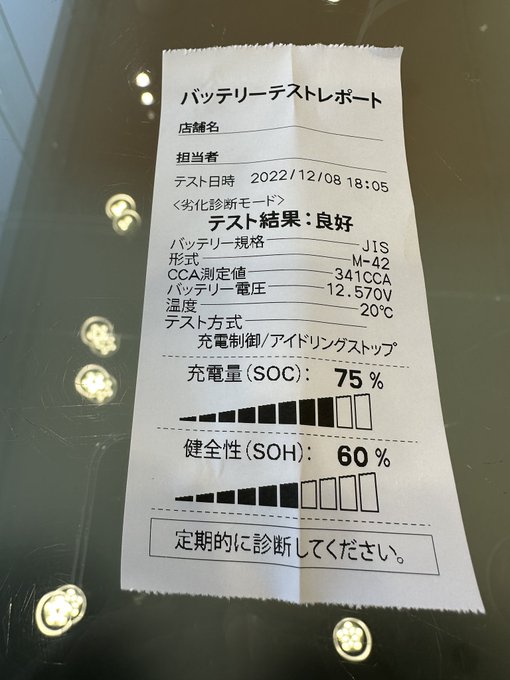 バッテリーテストレポート
店舗名
担当者
テスト日時 2022/12/08 18:05
<劣化診断モード>
テスト結果：良好
バッテリー規格 JIS
形式 M-42
CCA測定値 341CCA
バッテリー電圧 12.570V
温度 20℃
テスト方式
充電制御/アイドリングストップ
充電量(SOC): 75 %
健全性(SOH): 60 %
定期的に診断してください。